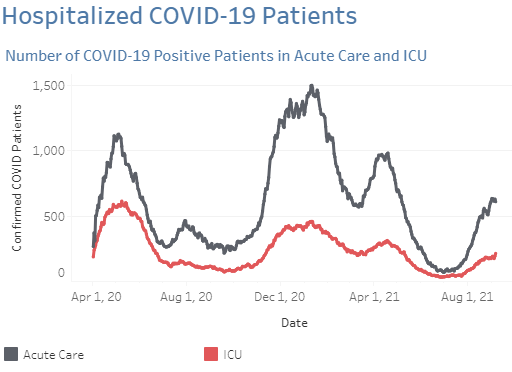 Hospitalized COVID-19 Patients
Number of COVID-19 Positive Patients in Acute Care and ICU
Confirmed COVID Patients
1,500
1,000
500
0
Apr 1, 20
Aug 1, 20
Dec 1, 20
Apr 1, 21
Aug 1, 21
Date
Acute Care
ICU